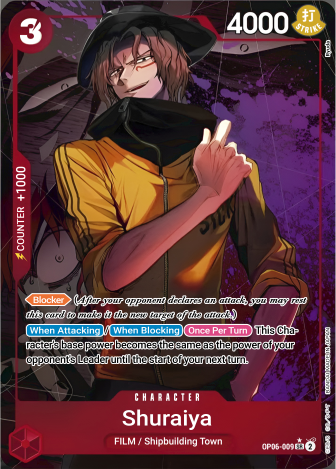 3
4000
打
STRIKE
COUNTER +1000
Blocker (After your opponent declares an attack, you may rest
this card to make it the new target of the attack.)
When Attacking / When Blocking Once Per Turn This Cha-
racter's base power becomes the same as the power of your
opponent's Leader until the start of your next turn.
CHARACTER
Shuraiya
FILM / Shipbuilding Town
OP06-009 SR 2